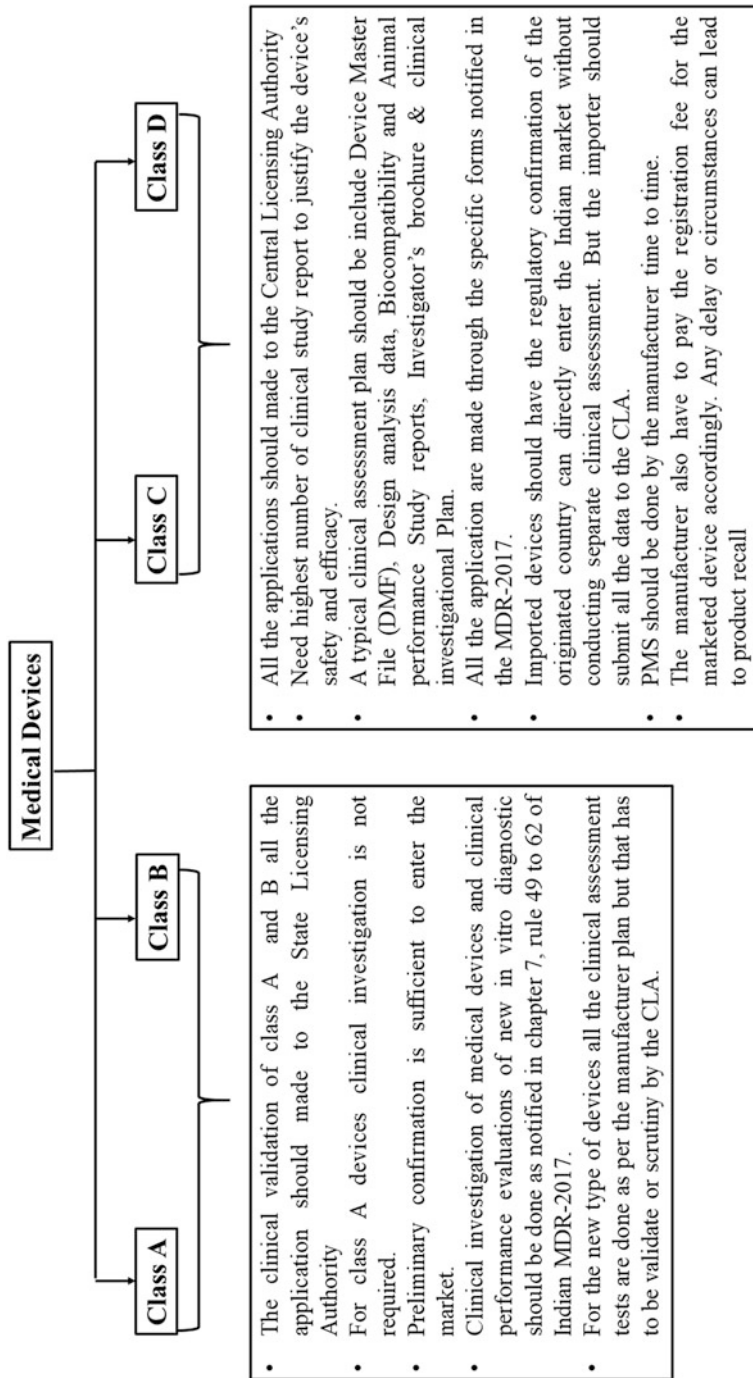 Medical Devices
Class A
Class B
Class C
Class D
• The clinical validation of class A and B all the
application should made to the State Licensing
Authority
• For class A devices clinical investigation is not
required.
• Preliminary confirmation is sufficient to enter the
market.
• Clinical investigation of medical devices and clinical
performance evaluations of new in vitro diagnostic
should be done as notified in chapter 7, rule 49 to 62 of
Indian MDR-2017.
• For the new type of devices all the clinical assessment
tests are done as per the manufacturer plan but that has
to be validate or scrutiny by the CLA.
• All the applications should made to the Central Licensing Authority
• Need highest number of clinical study report to justify the device's
safety and efficacy.
• A typical clinical assessment plan should be include Device Master
File (DMF), Design analysis data, Biocompatibility and Animal
performance Study reports, Investigator's brochure & clinical
investigational Plan.
• All the application are made through the specific forms notified in
the MDR-2017.
• Imported devices should have the regulatory confirmation of the
originated country can directly enter the Indian market without
conducting separate clinical assessment. But the importer should
submit all the data to the CLA.
• PMS should be done by the manufacturer time to time.
• The manufacturer also have to pay the registration fee for the
marketed device accordingly. Any delay or circumstances can lead
to product recall